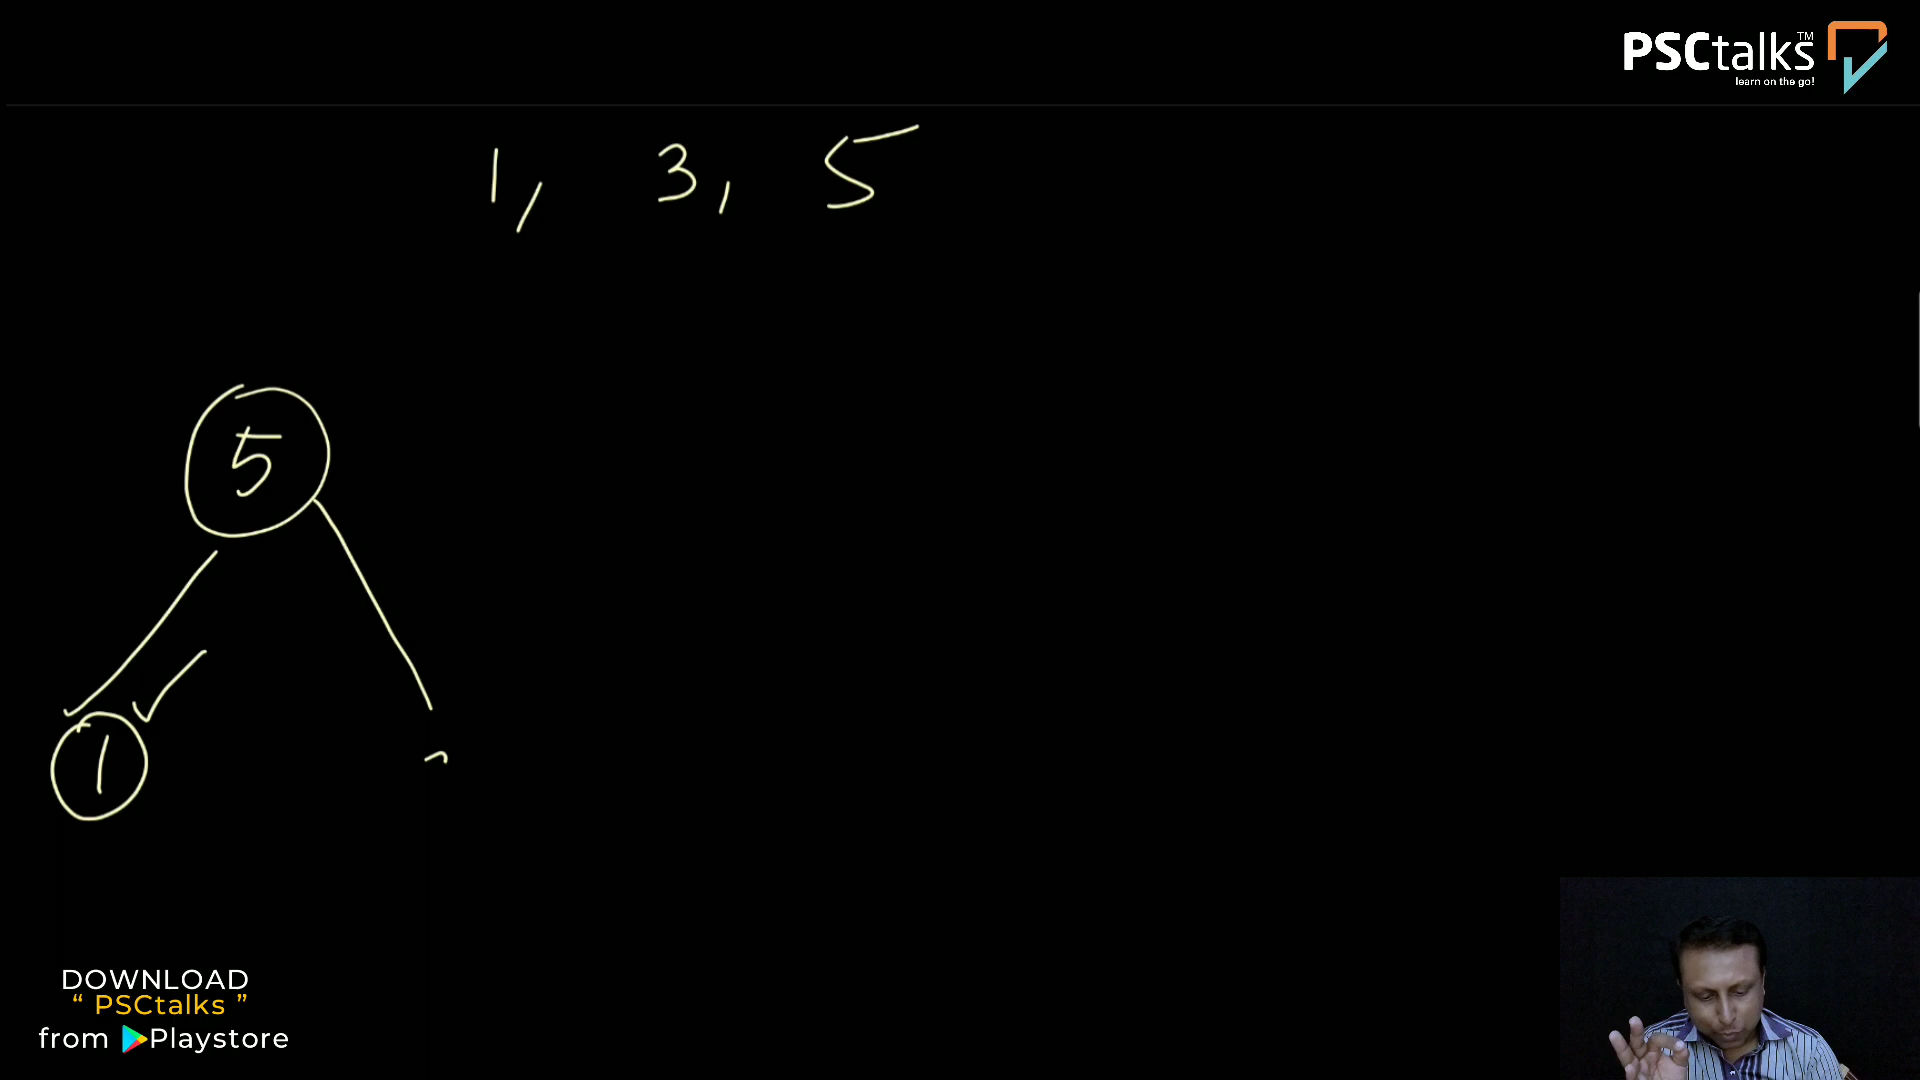 PSCtalks™
learn on the go!
1, 3, 5
5
1
DOWNLOAD
“ PSCtalks ”
from Playstore